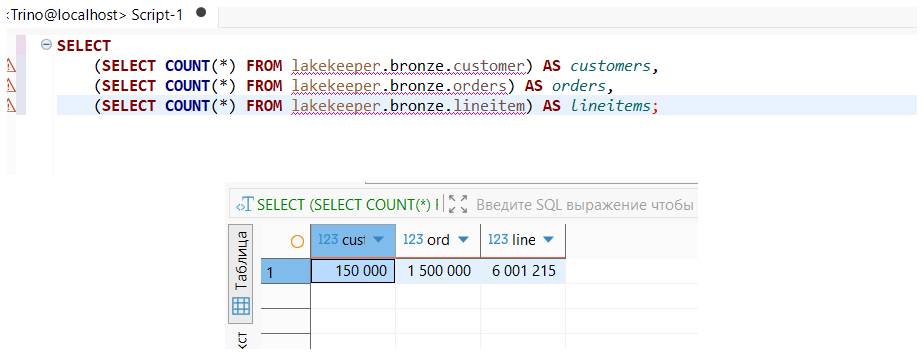 <Trino@localhost> Script-1
SELECT
(SELECT COUNT(*) FROM lakekeeper.bronze.customer) AS customers,
(SELECT COUNT(*) FROM lakekeeper.bronze.orders) AS orders,
(SELECT COUNT(*) FROM lakekeeper.bronze.lineitem) AS lineitems;
SELECT (SELECT COUNT(*) F Введите SQL выражение чтобы
Таблица
123 cust 123 ord 123 line
1 150 000 1 500 000 6 001 215
кст